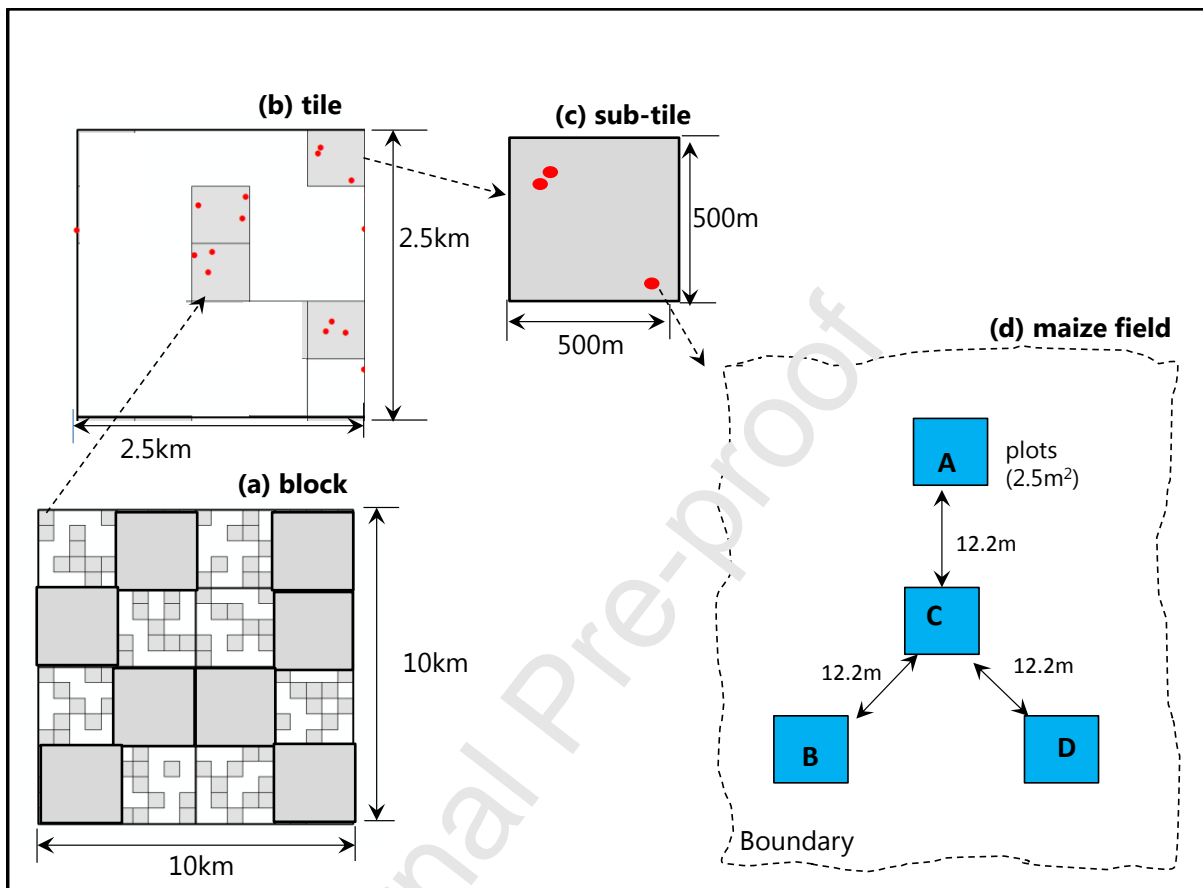 (b) tile
(c) sub-tile
2.5km
500m
2.5km
500m
(d) maize field
(a) block
10km
10km
A
plots
(2.5m²)
12.2m
C
12.2m
12.2m
B
D
Boundary
nal Pre-proof